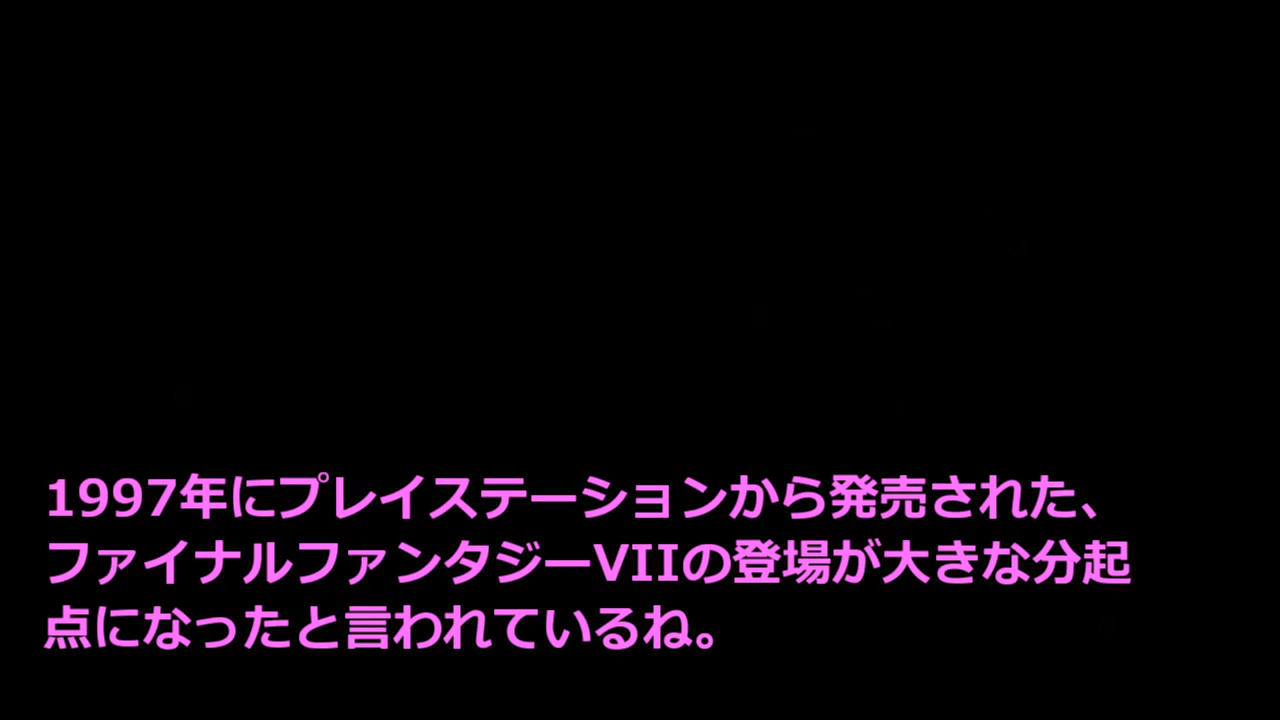 1997年にプレイステーションから発売された、
ファイナルファンタジーVIIの登場が大きな分起
点になったと言われているね。